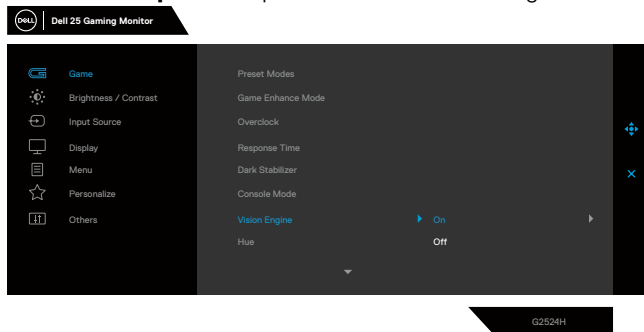 DELL
Dell 25 Gaming Monitor
Game
Preset Modes
Brightness / Contrast
Game Enhance Mode
Input Source
Overclock
Display
Response Time
Menu
Dark Stabilizer
Personalize
Console Mode
Others
Vision Engine
On
Hue
Off
G2524H